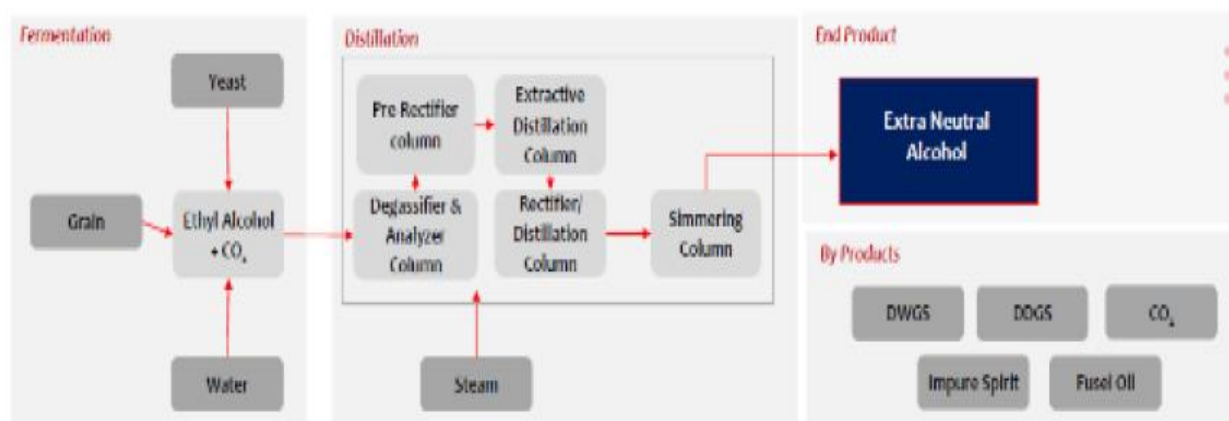 Fermentation
Yeast
Grain
Ethyl Alcohol
+ CO₂
Water
Distillation
Pre Rectifier
column
Extractive
Distillation
Column
Degassifier &
Analyzer
Column
Rectifier/
Distillation
Column
Simmering
Column
Steam
End Product
Extra Neutral
Alcohol
By Products
DWGS
DDGS
CO₂
Impure Spirit
Fusel Oil